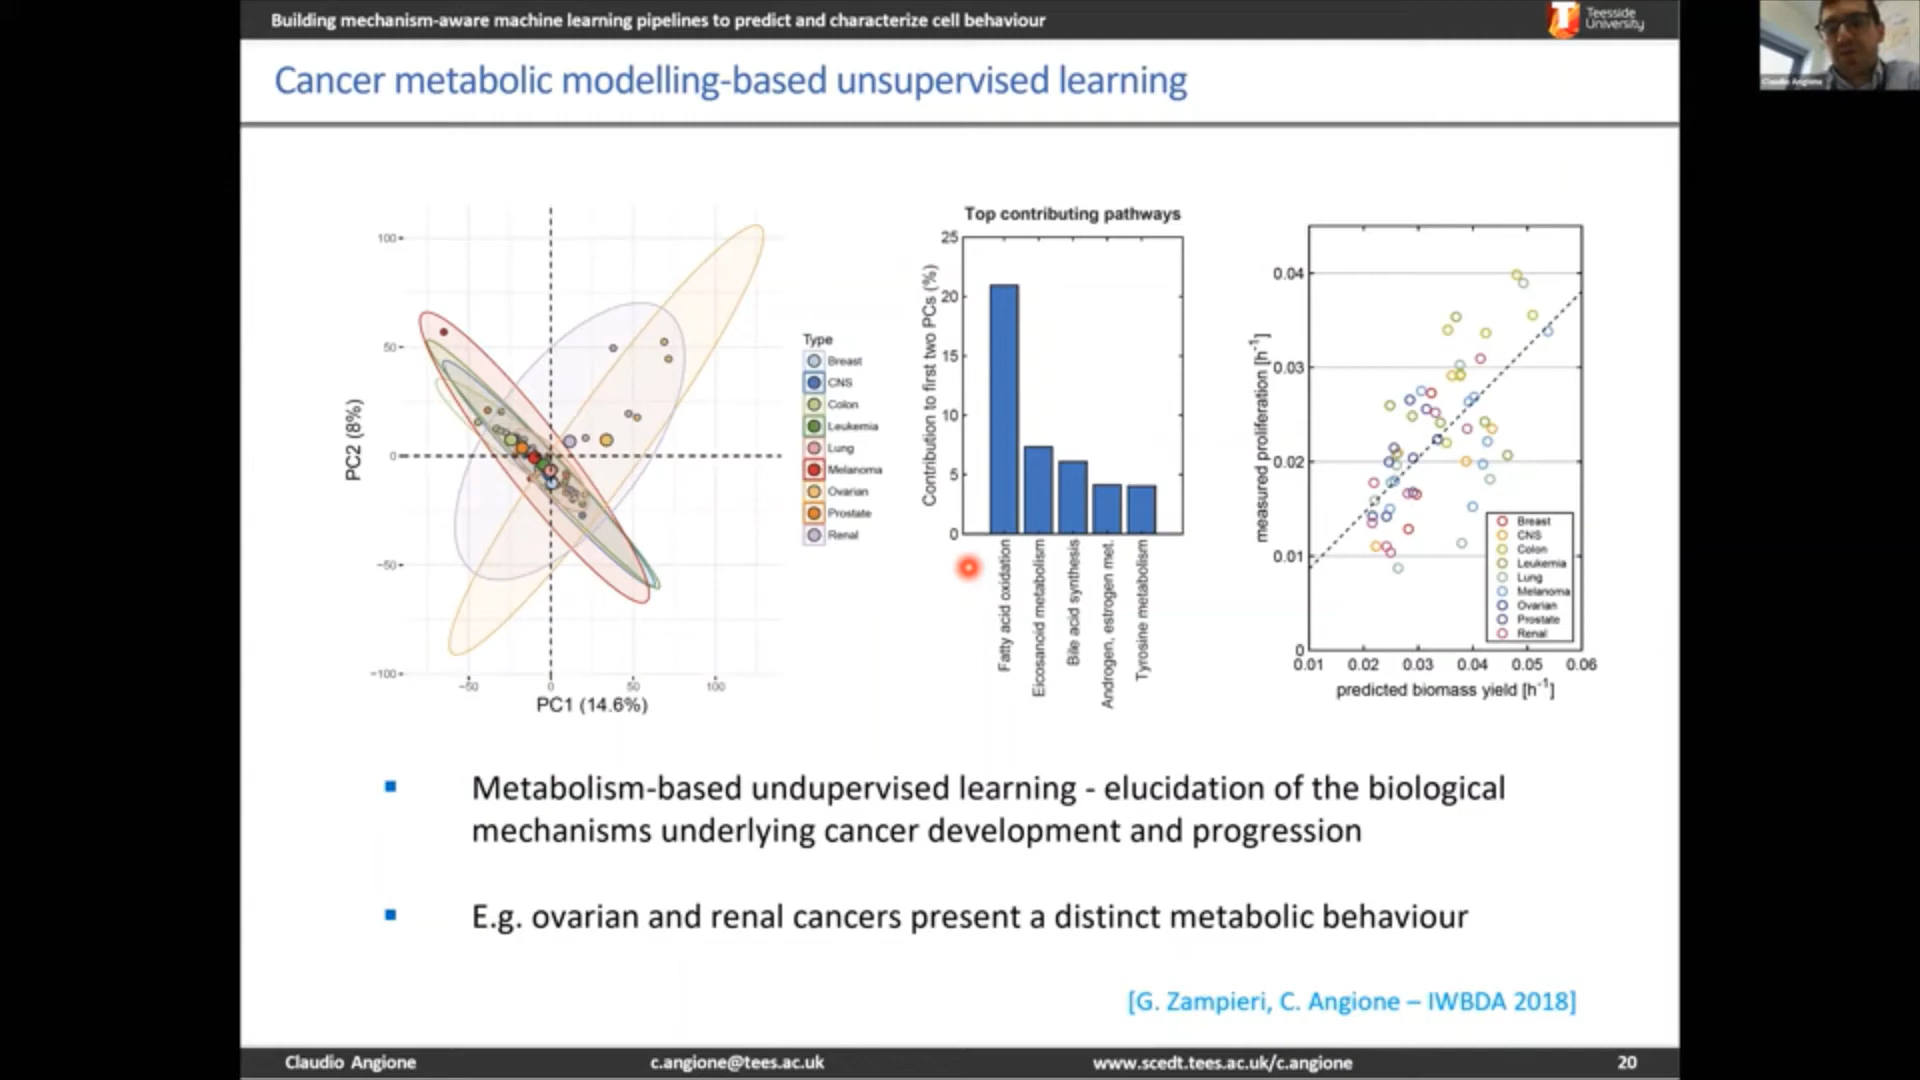 Building mechanism-aware machine learning pipelines to predict and characterize cell behaviour
Teesside
University
Claudio Angione
Cancer metabolic modelling-based unsupervised learning
100
50
0
−50
−100
−50
0
50
100
PC2 (8%)
PC1 (14.6%)
Type
Breast
CNS
Colon
Leukemia
Lung
Melanoma
Ovarian
Prostate
Renal
Top contributing pathways
Contribution to first two PCs (%)
25
20
15
10
5
0
Fatty acid oxidation
Eicosanoid metabolism
Bile acid synthesis
Androgen, estrogen met.
Tyrosine metabolism
measured proliferation [h-1]
0.04
0.03
0.02
0.01
0
0.01
0.02
0.03
0.04
0.05
0.06
predicted biomass yield [h-1]
Breast
CNS
Colon
Leukemia
Lung
Melanoma
Ovarian
Prostate
Renal
Metabolism-based undupervised learning - elucidation of the biological
mechanisms underlying cancer development and progression
E.g. ovarian and renal cancers present a distinct metabolic behaviour
[G. Zampieri, C. Angione – IWBDA 2018]
Claudio Angione
c.angione@tees.ac.uk
www.scedt.tees.ac.uk/c.angione
20